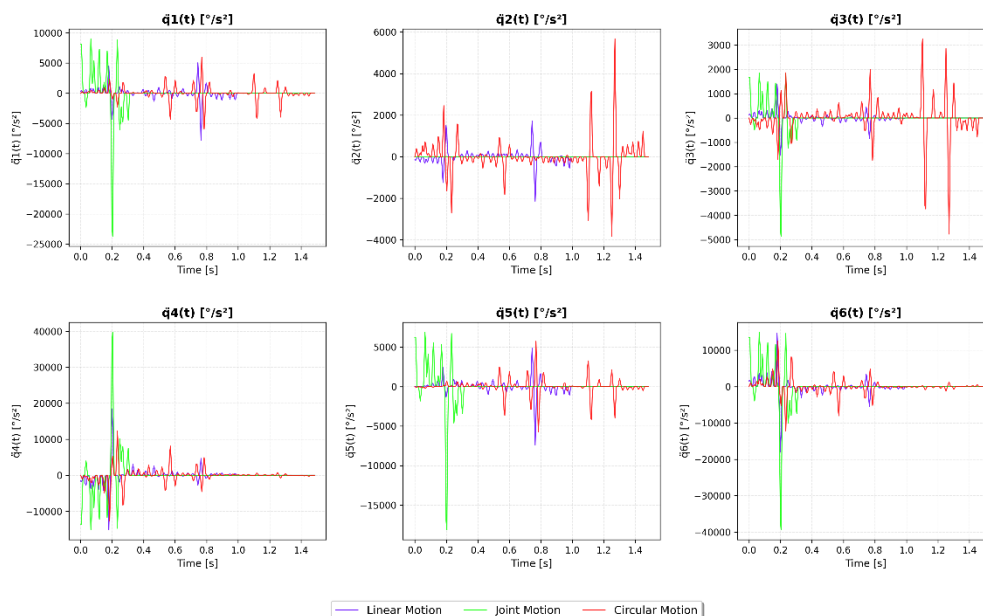 q̈1(t) [°/s²]
q̈2(t) [°/s²]
q̈3(t) [°/s²]
10000
5000
0
−5000
−10000
−15000
−20000
−25000
q̈1(t) [°/s²]
0.0 0.2 0.4 0.6 0.8 1.0 1.2 1.4
Time [s]
6000
4000
2000
0
−2000
−4000
q̈2(t) [°/s²]
0.0 0.2 0.4 0.6 0.8 1.0 1.2 1.4
Time [s]
3000
2000
1000
0
−1000
−2000
−3000
−4000
−5000
q̈3(t) [°/s²]
0.0 0.2 0.4 0.6 0.8 1.0 1.2 1.4
Time [s]
q̈4(t) [°/s²]
q̈5(t) [°/s²]
q̈6(t) [°/s²]
40000
30000
20000
10000
0
−10000
q̈4(t) [°/s²]
0.0 0.2 0.4 0.6 0.8 1.0 1.2 1.4
Time [s]
5000
0
−5000
−10000
−15000
q̈5(t) [°/s²]
0.0 0.2 0.4 0.6 0.8 1.0 1.2 1.4
Time [s]
10000
0
−10000
−20000
−30000
−40000
q̈6(t) [°/s²]
0.0 0.2 0.4 0.6 0.8 1.0 1.2 1.4
Time [s]
Linear Motion Joint Motion Circular Motion